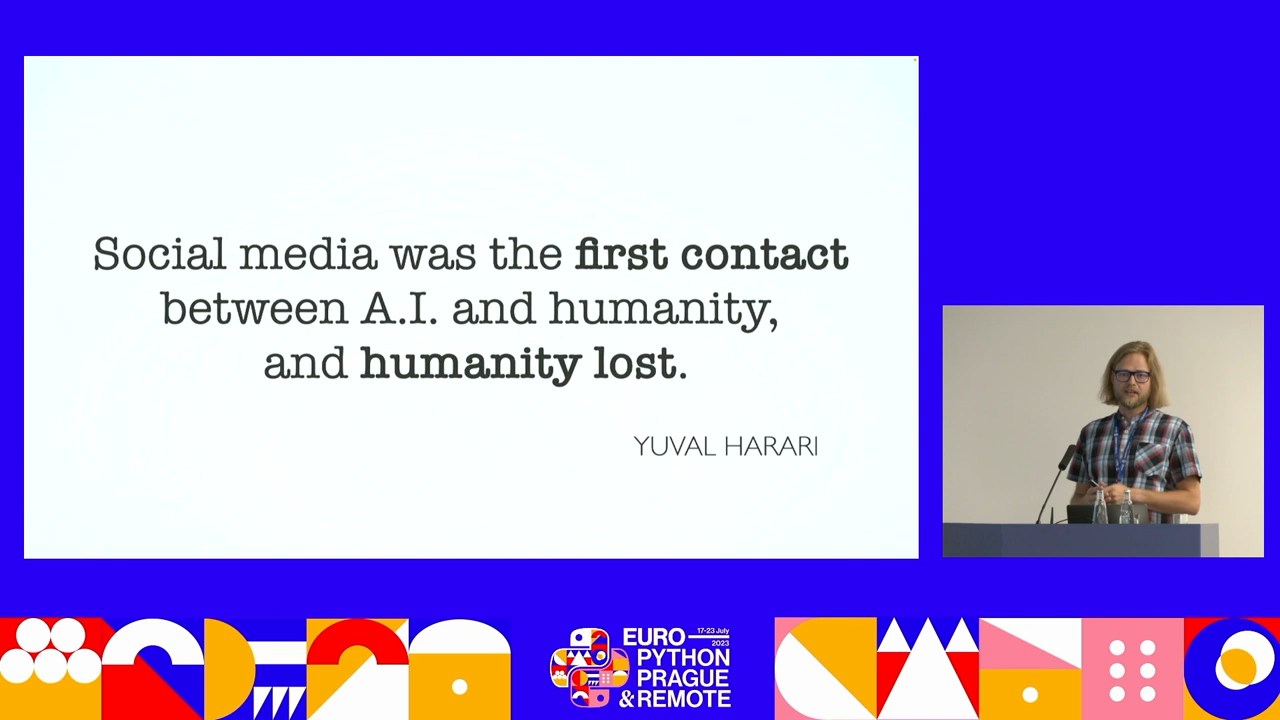 Social media was the first contact
between A.I. and humanity,
and humanity lost.
YUVAL HARARI
EURO
17-23 July
2023
PYTHON
PRAGUE
& REMOTE